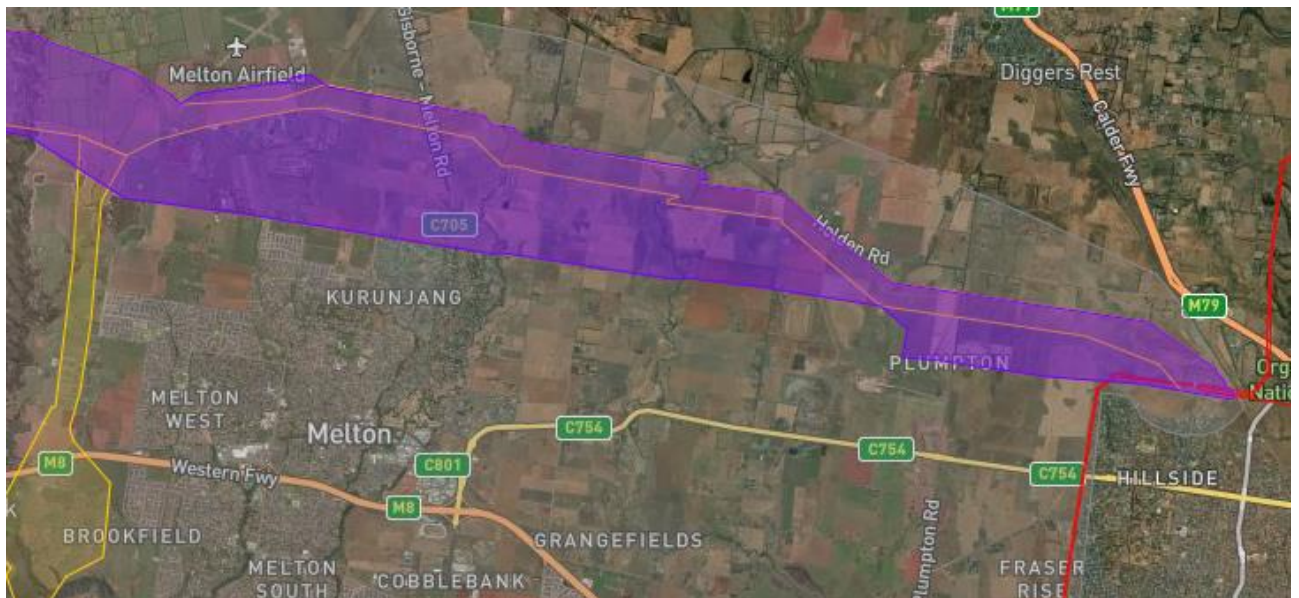 M79
Melton Airfield
Gisborne - Melton Rd
Diggers Rest
Calder Fwy
C705
Holden Rd
KURUNJANG
M79
PLUMPTON
MELTON
WEST
Melton
C754
C801
C754
C754
HILLSIDE
M8
Western Fwy
M8
BROOKFIELD
GRANGEFIELDS
MELTON
SOUTH
COBBLEBANK
Plumpton Rd
FRASER
RISE